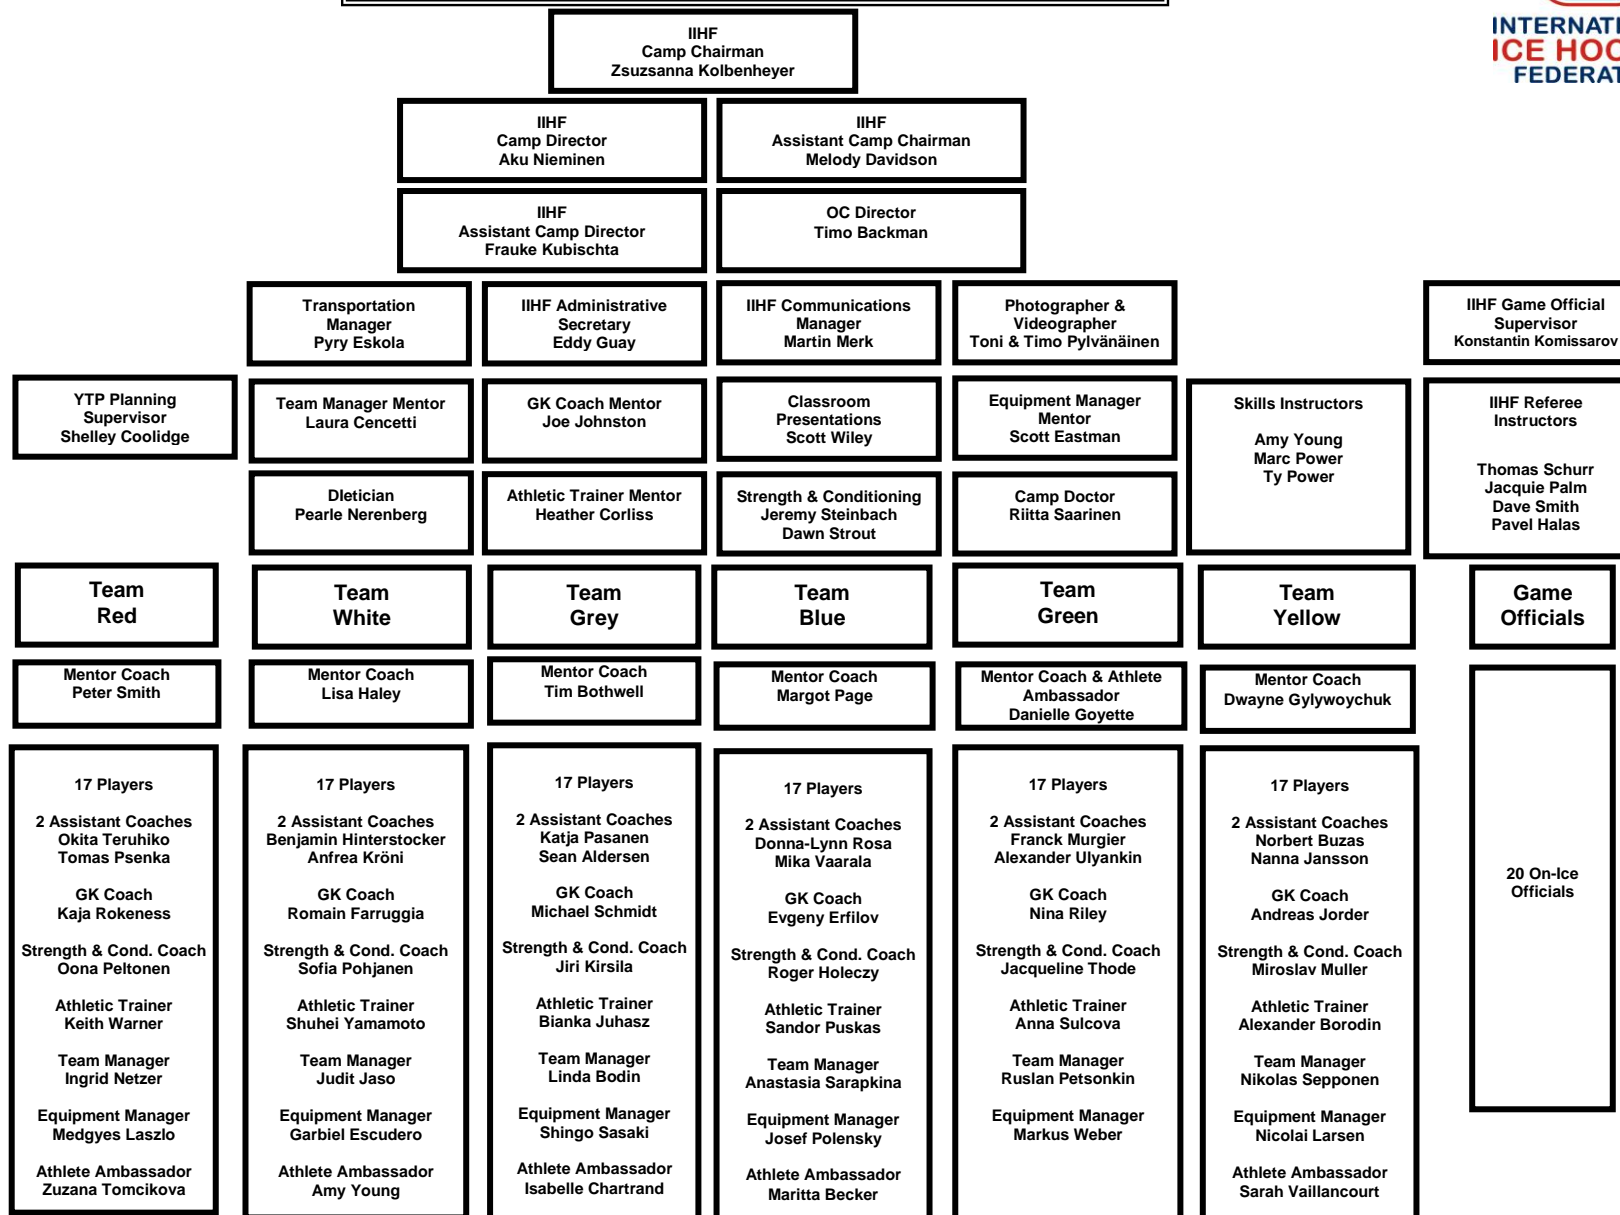 INTERNATI
ICE HOC
FEDERAT
IIHF
Camp Chairman
Zsuzsanna Kolbenheyer
IIHF
Camp Director
Aku Nieminen
IIHF
Assistant Camp Chairman
Melody Davidson
IIHF
Assistant Camp Director
Frauke Kubischta
OC Director
Timo Backman
Transportation
Manager
Pyry Eskola
IIHF Administrative
Secretary
Eddy Guay
IIHF Communications
Manager
Martin Merk
Photographer &
Videographer
Toni & Timo Pylvänäinen
IIHF Game Official
Supervisor
Konstantin Komissarov
YTP Planning
Supervisor
Shelley Coolidge
Team Manager Mentor
Laura Cencetti
GK Coach Mentor
Joe Johnston
Classroom
Presentations
Scott Wiley
Equipment Manager
Mentor
Scott Eastman
Skills Instructors
Amy Young
Marc Power
Ty Power
IIHF Referee
Instructors
Thomas Schurr
Jacquie Palm
Dave Smith
Pavel Halas
DIetician
Pearle Nerenberg
Athletic Trainer Mentor
Heather Corliss
Strength & Conditioning
Jeremy Steinbach
Dawn Strout
Camp Doctor
Riitta Saarinen
Team
Red
Team
White
Team
Grey
Team
Blue
Team
Green
Team
Yellow
Game
Officials
Mentor Coach
Peter Smith
Mentor Coach
Lisa Haley
Mentor Coach
Tim Bothwell
Mentor Coach
Margot Page
Mentor Coach & Athlete
Ambassador
Danielle Goyette
Mentor Coach
Dwayne Gylywoychuk
17 Players
2 Assistant Coaches
Okita Teruhiko
Tomas Psenka
GK Coach
Kaja Rokeness
Strength & Cond. Coach
Oona Peltonen
Athletic Trainer
Keith Warner
Team Manager
Ingrid Netzer
Equipment Manager
Medgyes Laszlo
Athlete Ambassador
Zuzana Tomcikova
17 Players
2 Assistant Coaches
Benjamin Hinterstocker
Anfrea Kröni
GK Coach
Romain Farruggia
Strength & Cond. Coach
Sofia Pohjanen
Athletic Trainer
Shuhei Yamamoto
Team Manager
Judit Jaso
Equipment Manager
Garbiel Escudero
Athlete Ambassador
Amy Young
17 Players
2 Assistant Coaches
Katja Pasanen
Sean Aldersen
GK Coach
Michael Schmidt
Strength & Cond. Coach
Jiri Kirsila
Athletic Trainer
Bianka Juhasz
Team Manager
Linda Bodin
Equipment Manager
Shingo Sasaki
Athlete Ambassador
Isabelle Chartrand
17 Players
2 Assistant Coaches
Donna-Lynn Rosa
Mika Vaarala
GK Coach
Evgeny Erfilov
Strength & Cond. Coach
Roger Holeczy
Athletic Trainer
Sandor Puskas
Team Manager
Anastasia Sarapkina
Equipment Manager
Josef Polensky
Athlete Ambassador
Maritta Becker
17 Players
2 Assistant Coaches
Franck Murgier
Alexander Ulyankin
GK Coach
Nina Riley
Strength & Cond. Coach
Jacqueline Thode
Athletic Trainer
Anna Sulcova
Team Manager
Ruslan Petsonkin
Equipment Manager
Markus Weber
17 Players
2 Assistant Coaches
Norbert Buzas
Nanna Jansson
GK Coach
Andreas Jorder
Strength & Cond. Coach
Miroslav Muller
Athletic Trainer
Alexander Borodin
Team Manager
Nikolas Sepponen
Equipment Manager
Nicolai Larsen
Athlete Ambassador
Sarah Vaillancourt
20 On-Ice
Officials